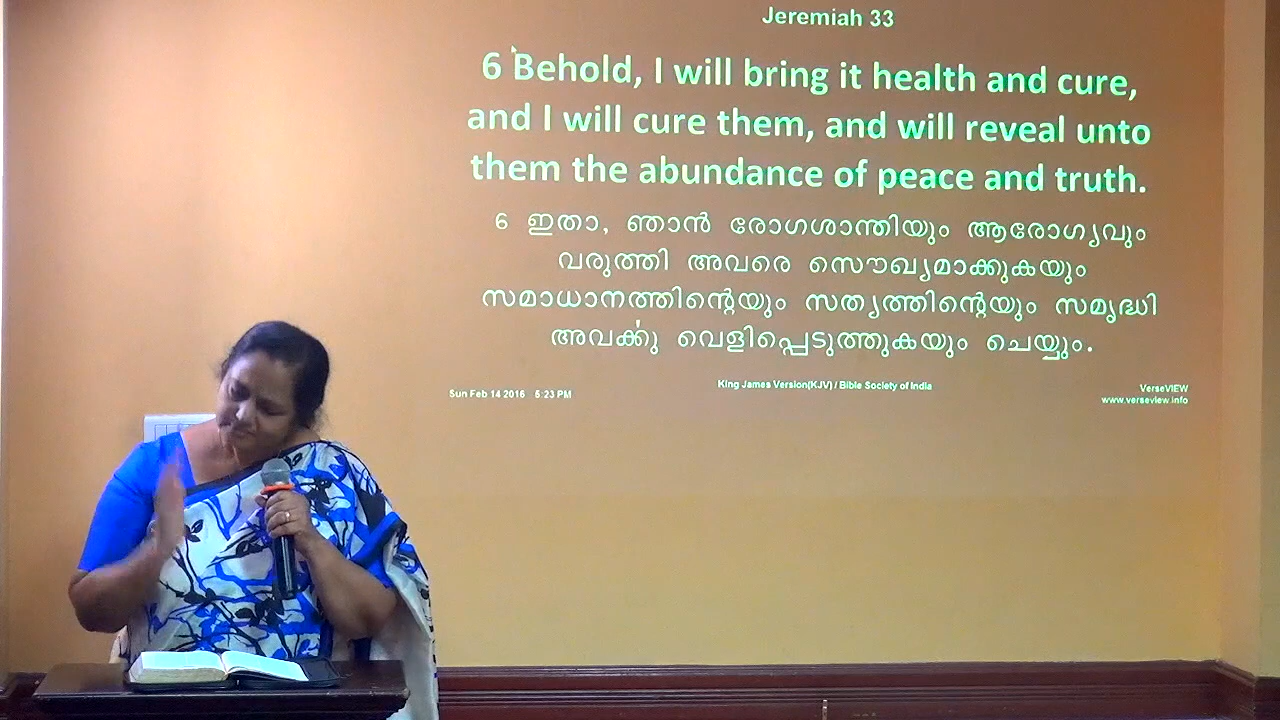 Jeremiah 33
6 Behold, I will bring it health and cure,
and I will cure them, and will reveal unto
them the abundance of peace and truth.
6 ഇതാ, ഞാൻ രോഗശാന്തിയും ആരോഗ്യവും
വരുത്തി അവരെ സൌഖ്യമാക്കുകയും
സമാധാനത്തിന്റെയും സത്യത്തിന്റെയും സമൃദ്ധി
അവർക്കു വെളിപ്പെടുത്തുകയും ചെയ്യും.
King James Version(KJV) / Bible Society of India
Sun Feb 14 2016 5:23 PM
VerseVIEW
www.verseview.info